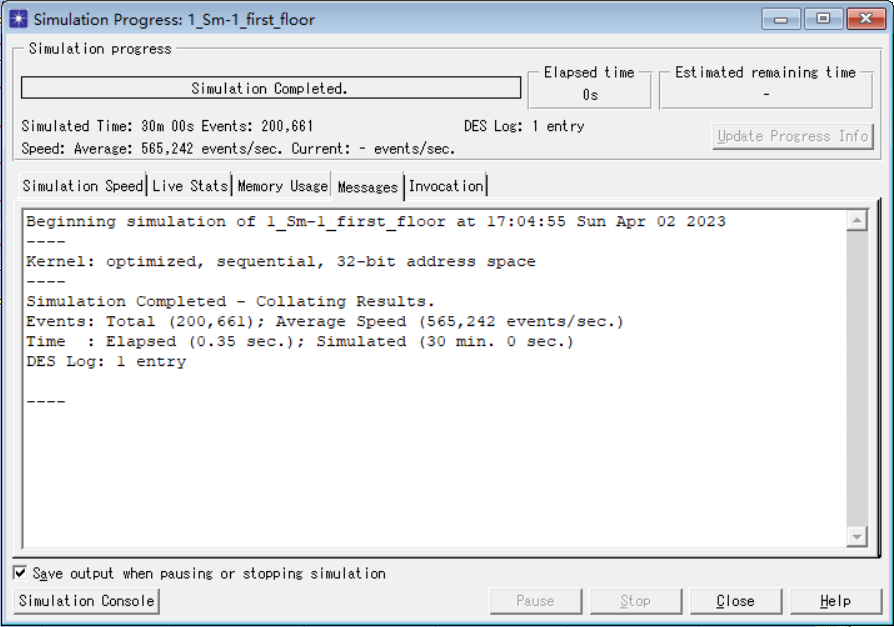 Simulation Progress: 1_Sm-1_first_floor
Simulation progress
Simulation Completed.
Elapsed time
0s
Estimated remaining time
-
Simulated Time: 30m 00s Events: 200,661
DES Log: 1 entry
Speed: Average: 565,242 events/sec. Current: - events/sec.
Update Progress Info
Simulation Speed
Live Stats
Memory Usage
Messages
Invocation
Beginning simulation of 1_Sm-1_first_floor at 17:04:55 Sun Apr 02 2023
----
Kernel: optimized, sequential, 32-bit address space
----
Simulation Completed - Collating Results.
Events: Total (200,661); Average Speed (565,242 events/sec.)
Time : Elapsed (0.35 sec.); Simulated (30 min. 0 sec.)
DES Log: 1 entry
----
Save output when pausing or stopping simulation
Simulation Console
Pause
Stop
Close
Help